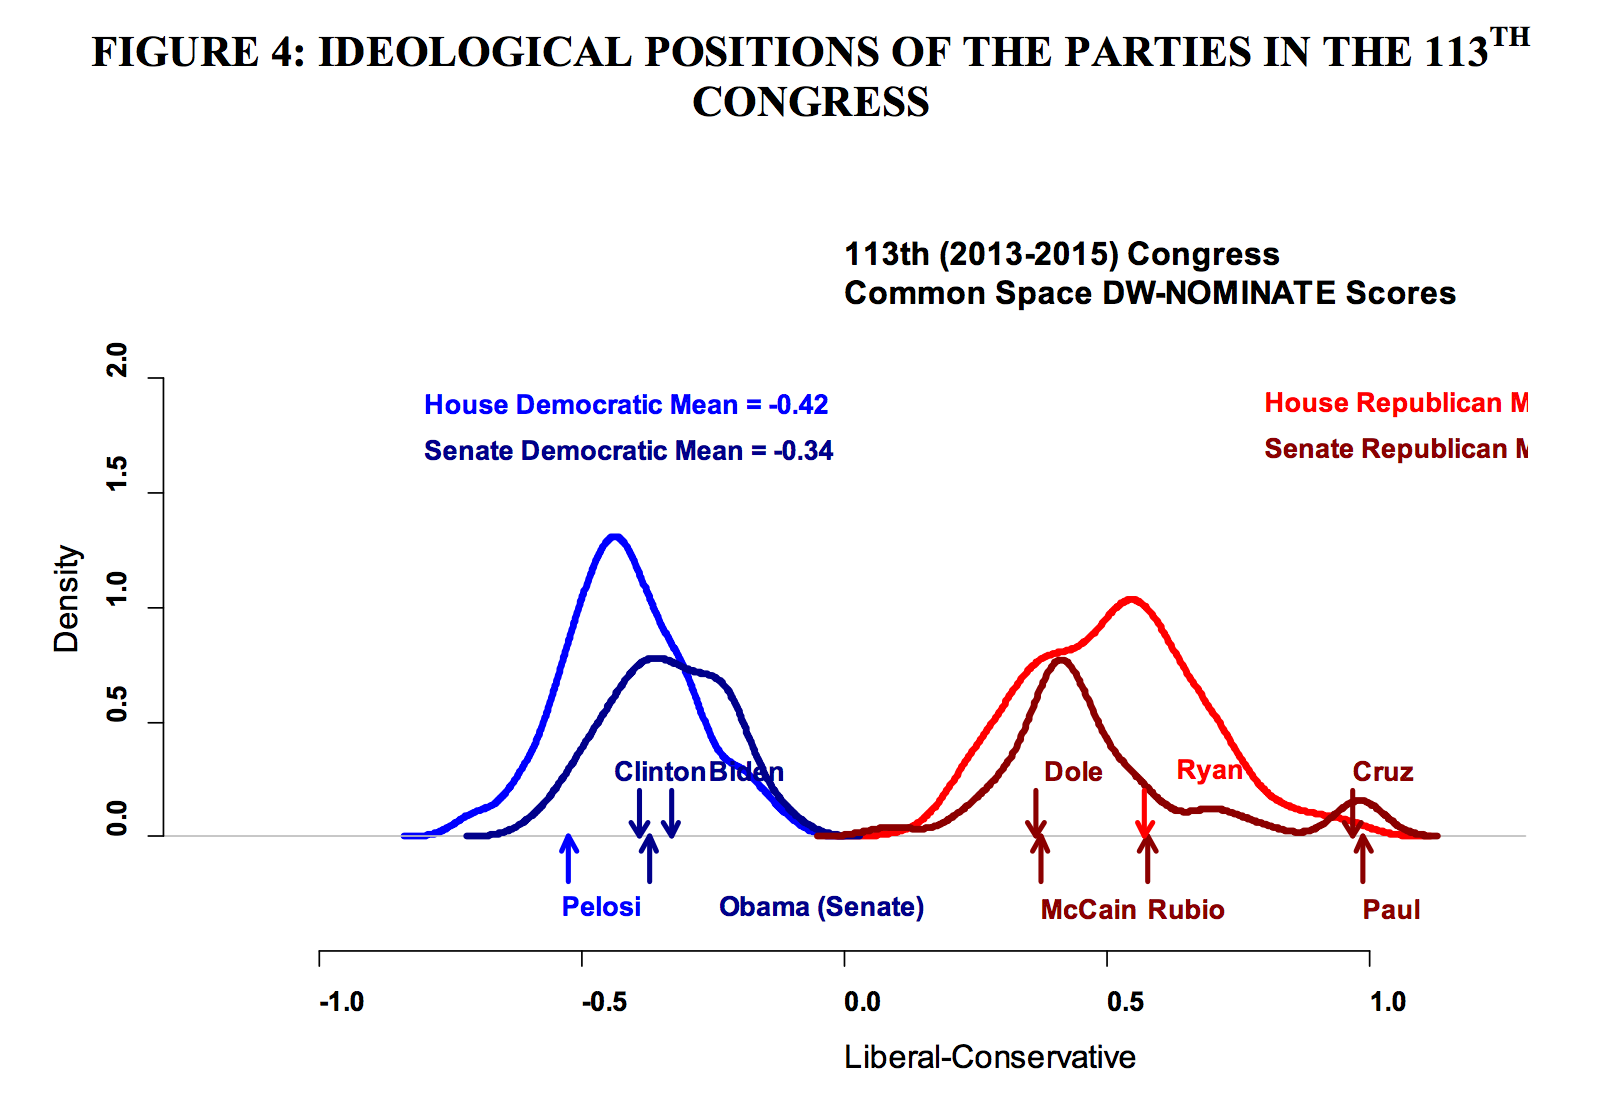 FIGURE 4: IDEOLOGICAL POSITIONS OF THE PARTIES IN THE 113TH
CONGRESS
113th (2013-2015) Congress
Common Space DW-NOMINATE Scores
2.0
House Democratic Mean = -0.42
House Republican M
Senate Democratic Mean = -0.34
Senate Republican M
1.5
1.0
0.5
0.0
Density
Clinton Biden
Dole
Ryan
Cruz
Pelosi
Obama (Senate)
McCain
Rubio
Paul
-1.0 -0.5 0.0 0.5 1.0
Liberal-Conservative